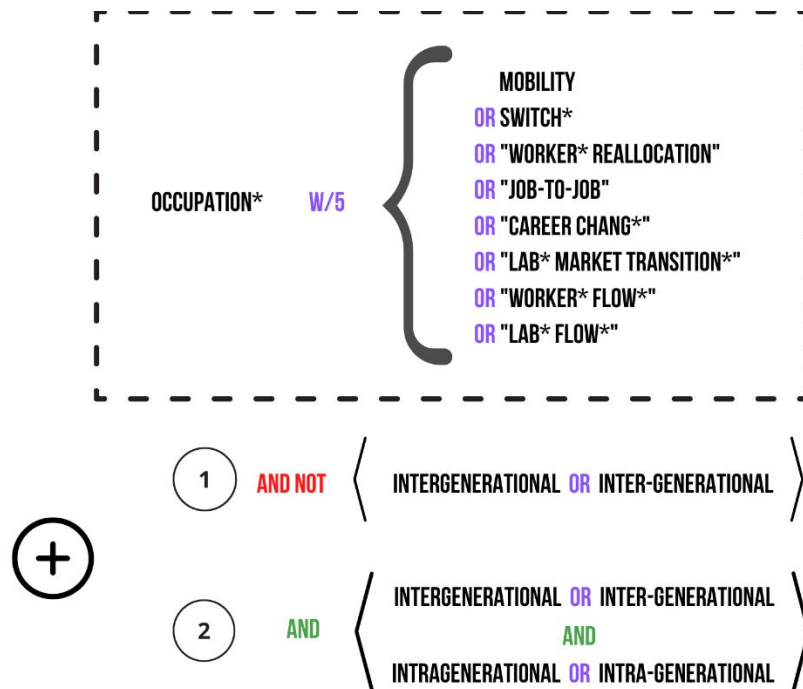 MOBILITY
OR SWITCH*
OR "WORKER* REALLOCATION"
OR "JOB-TO-JOB"
OCCUPATION* W/5
OR "CAREER CHANG*"
OR "LAB* MARKET TRANSITION*"
OR "WORKER* FLOW*"
OR "LAB* FLOW*"
1 AND NOT INTERGENERATIONAL OR INTER-GENERATIONAL
+
INTERGENERATIONAL OR INTER-GENERATIONAL
2 AND AND
INTRAGENERATIONAL OR INTRA-GENERATIONAL